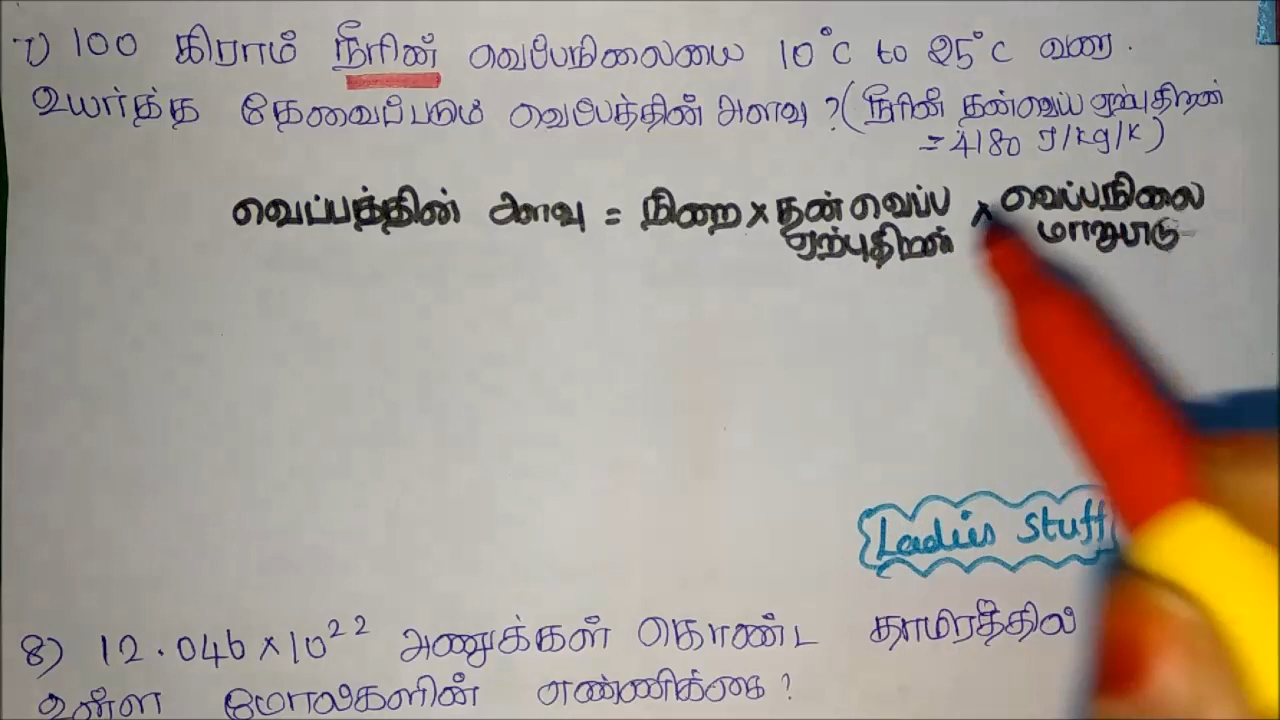 7) 100 கிராம் நீரின் வெப்பநிலையை 10°C to 25°C வரை.
உயர்த்த தேவைப்படும் வெப்பத்தின் அளவு ? (நீரின் தன்வெப்ப ஏற்புதிறன்
= 4180 J/kg/K)
வெப்பத்தின் அளவு = நிறை × தன் வெப்ப × வெப்பநிலை
ஏற்புதிறன் மாறுபாடு
Ladies Stuff
8) 12.046 × 10²² அணுக்கள் கொண்ட தாமிரத்தில்
உள்ள மோல்களின் எண்ணிக்கை ?